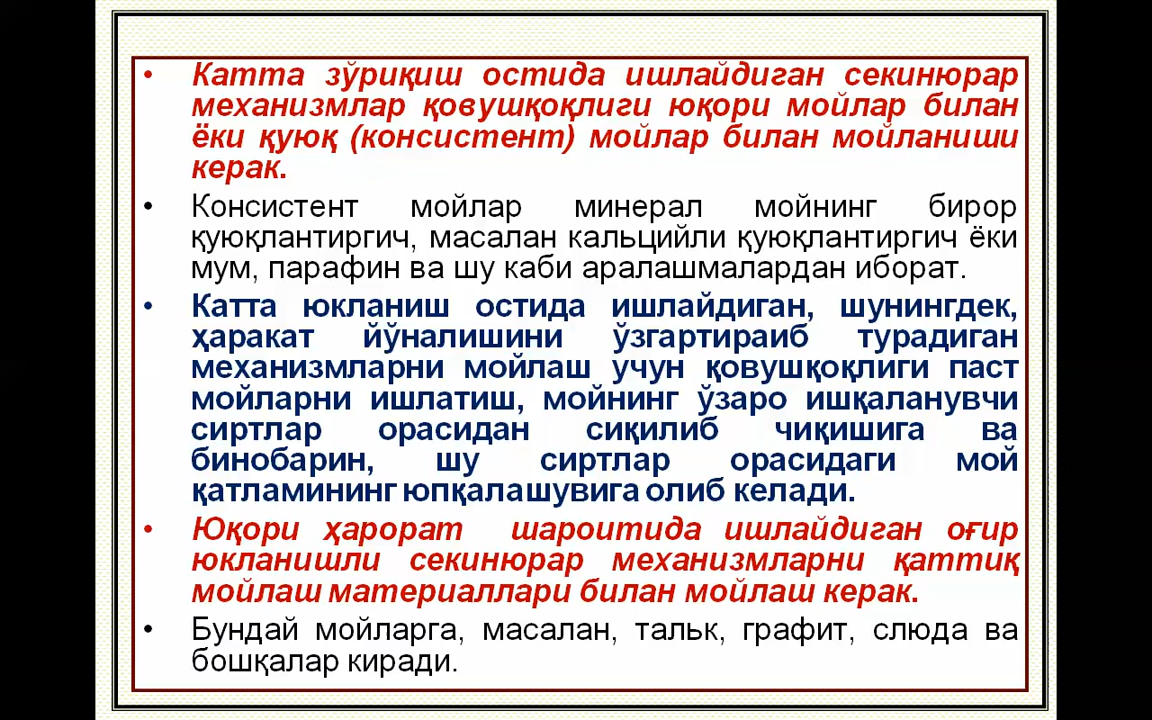 • Катта зўриқиш остида ишлайдиган секинюрар
механизмлар қовушқоқлиги юқори мойлар билан
ёки қуюқ (консистент) мойлар билан мойланиши
керак.
• Консистент мойлар минерал мойнинг бирор
қуюқлантиргич, масалан кальцийли қуюқлантиргич ёки
мум, парафин ва шу каби аралашмалардан иборат.
• Катта юкланиш остида ишлайдиган, шунингдек,
ҳаракат йўналишини ўзгартираиб турадиган
механизмларни мойлаш учун қовушқоқлиги паст
мойларни ишлатиш, мойнинг ўзаро ишқаланувчи
сиртлар орасидан сиқилиб чиқишига ва
бинобарин, шу сиртлар орасидаги мой
қатламининг юпқалашувига олиб келади.
• Юқори ҳарорат шароитида ишлайдиган оғир
юкланишли секинюрар механизмларни қаттиқ
мойлаш материаллари билан мойлаш керак.
• Бундай мойларга, масалан, тальк, графит, слюда ва
бошқалар киради.